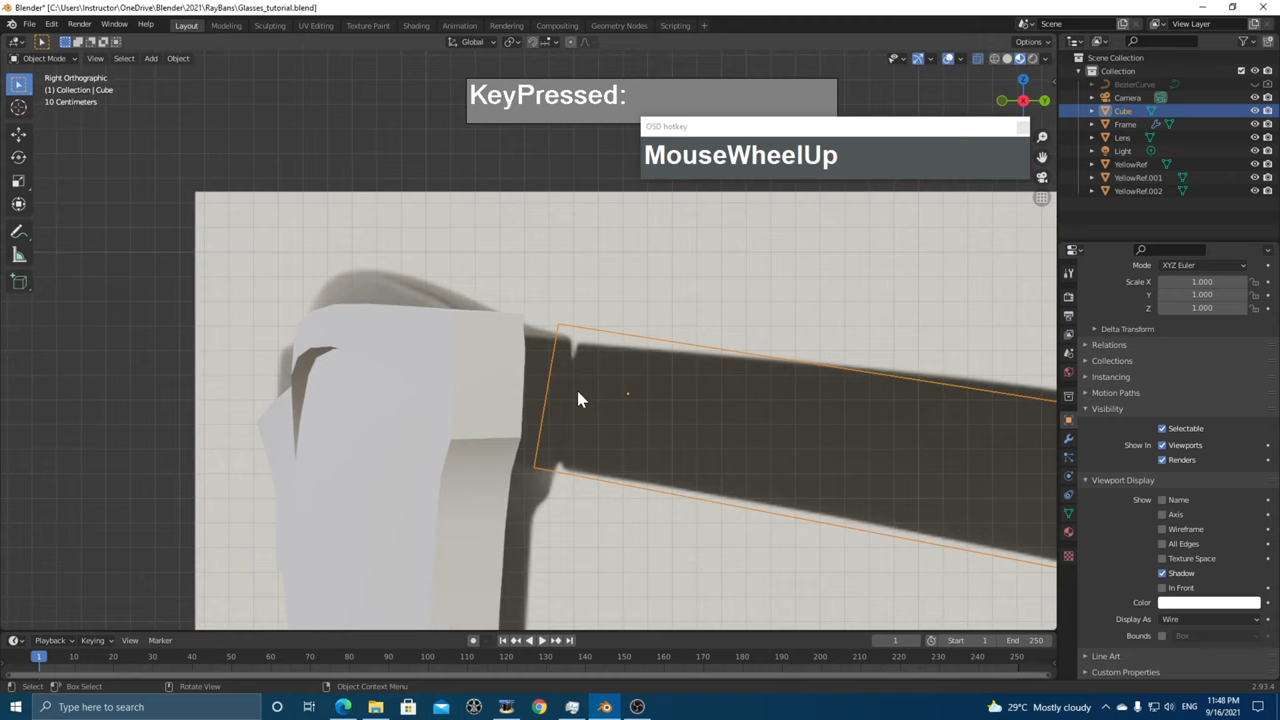 Blender* [C:\Users\Instructor\OneDrive\Blender\2021\RayBans\Glasses_tutorial.blend]
File Edit Render Window Help Layout Modeling Sculpting UV Editing Texture Paint Shading Animation Rendering Compositing Geometry Nodes Scripting + Scene View Layer
Global Options
Object Mode View Select Add Object
Right Orthographic
(1) Collection | Cube
10 Centimeters
KeyPressed:
OSD hotkey
MouseWheelUp
Z
X
Y
Scene Collection
Collection
BezierCurve
Camera
Cube
Frame
Lens
Light
YellowRef
YellowRef.001
YellowRef.002
Mode XYZ Euler
Scale X 1.000
Y 1.000
Z 1.000
Delta Transform
Relations
Collections
Instancing
Motion Paths
Visibility
Selectable
Show In Viewports
Renders
Viewport Display
Show Name
Axis
Wireframe
All Edges
Texture Space
Shadow
In Front
Color
Display As Wire
Bounds Box
Line Art
Custom Properties
Playback Keying View Marker 1 Start 1 End 250
1 10 20 30 40 50 60 70 80 90 100 110 120 130 140 150 160 170 180 190 200 210 220 230 240 250
Select Box Select Rotate View Object Context Menu 2.93.4
Type here to search 29°C Mostly cloudy 11:48 PM
9/16/2021